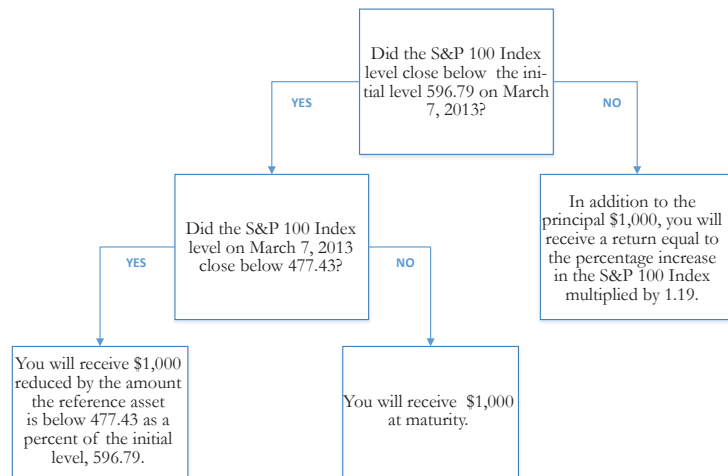 Did the S&P 100 Index
level close below the ini-
tial level 596.79 on March
7, 2013?
YES
NO
Did the S&P 100 Index
level on March 7, 2013
close below 477.43?
In addition to the
principal $1,000, you will
receive a return equal to
the percentage increase
in the S&P 100 Index
multiplied by 1.19.
YES
NO
You will receive $1,000
reduced by the amount
the reference asset
is below 477.43 as a
percent of the initial
level, 596.79.
You will receive $1,000
at maturity.